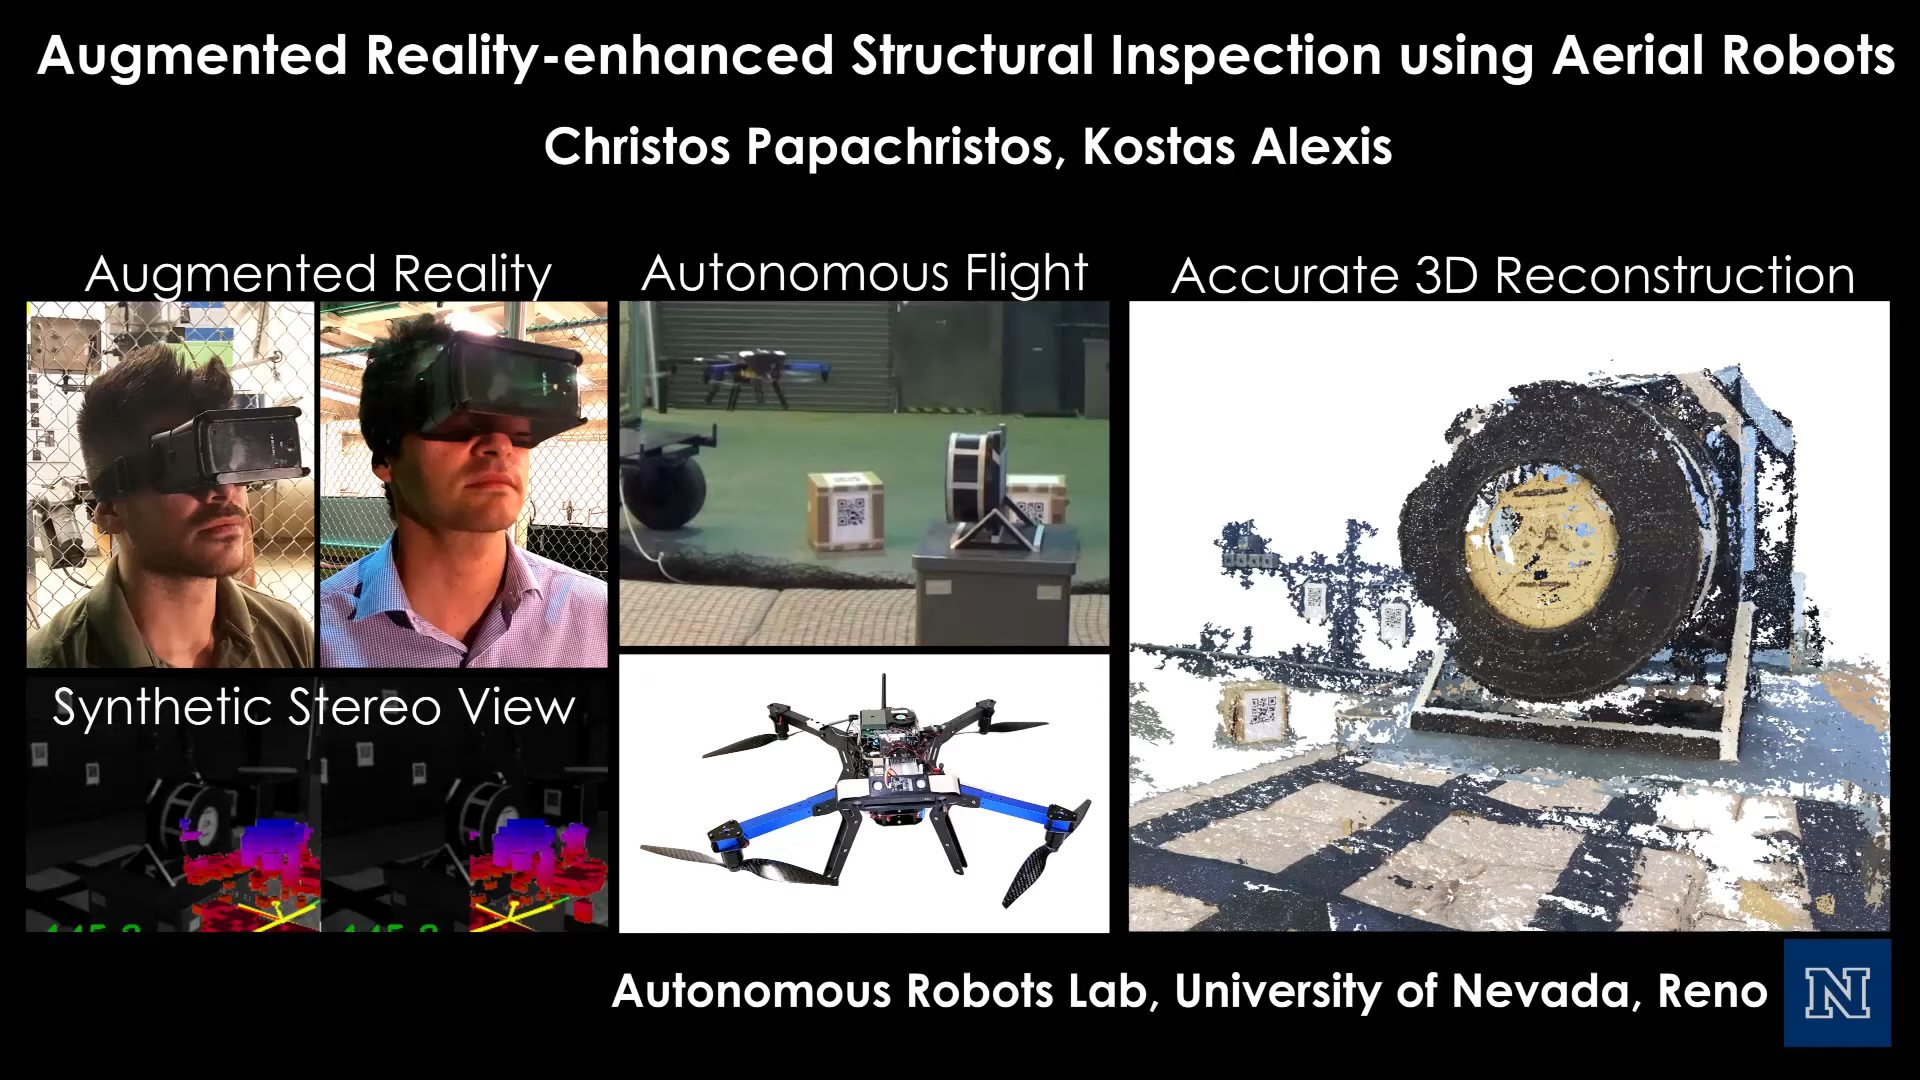 Augmented Reality-enhanced Structural Inspection using Aerial Robots
Christos Papachristos, Kostas Alexis
Augmented Reality
Autonomous Flight
Accurate 3D Reconstruction
Synthetic Stereo View
Autonomous Robots Lab, University of Nevada, Reno
N